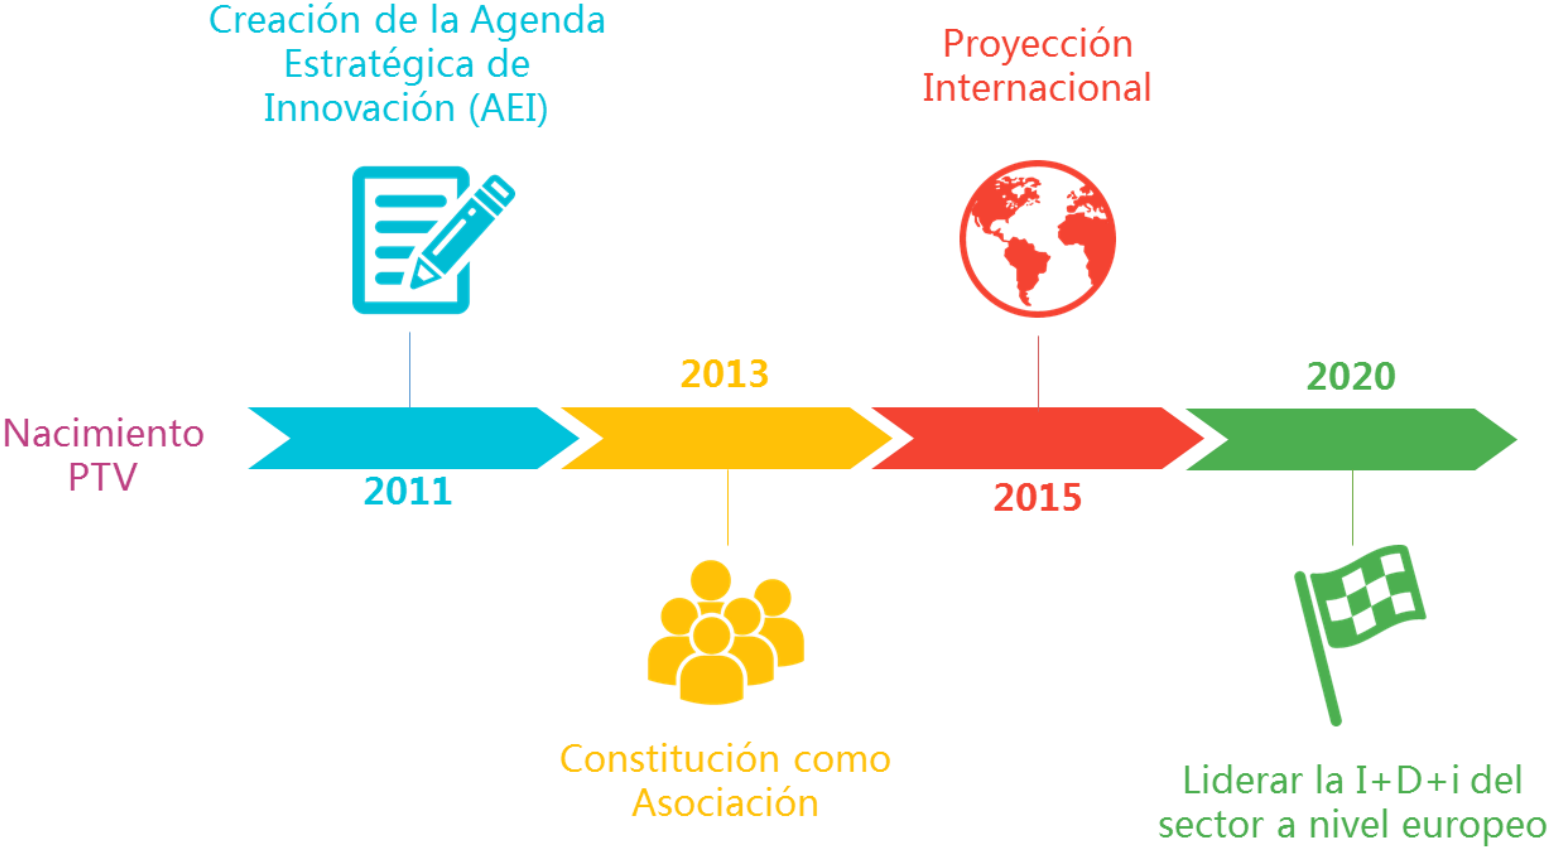 Nacimiento
PTV
Creación de la Agenda
Estratégica de
Innovación (AEI)
2011
2013
Constitución como
Asociación
Proyección
Internacional
2015
2020
Liderar la I+D+i del
sector a nivel europeo